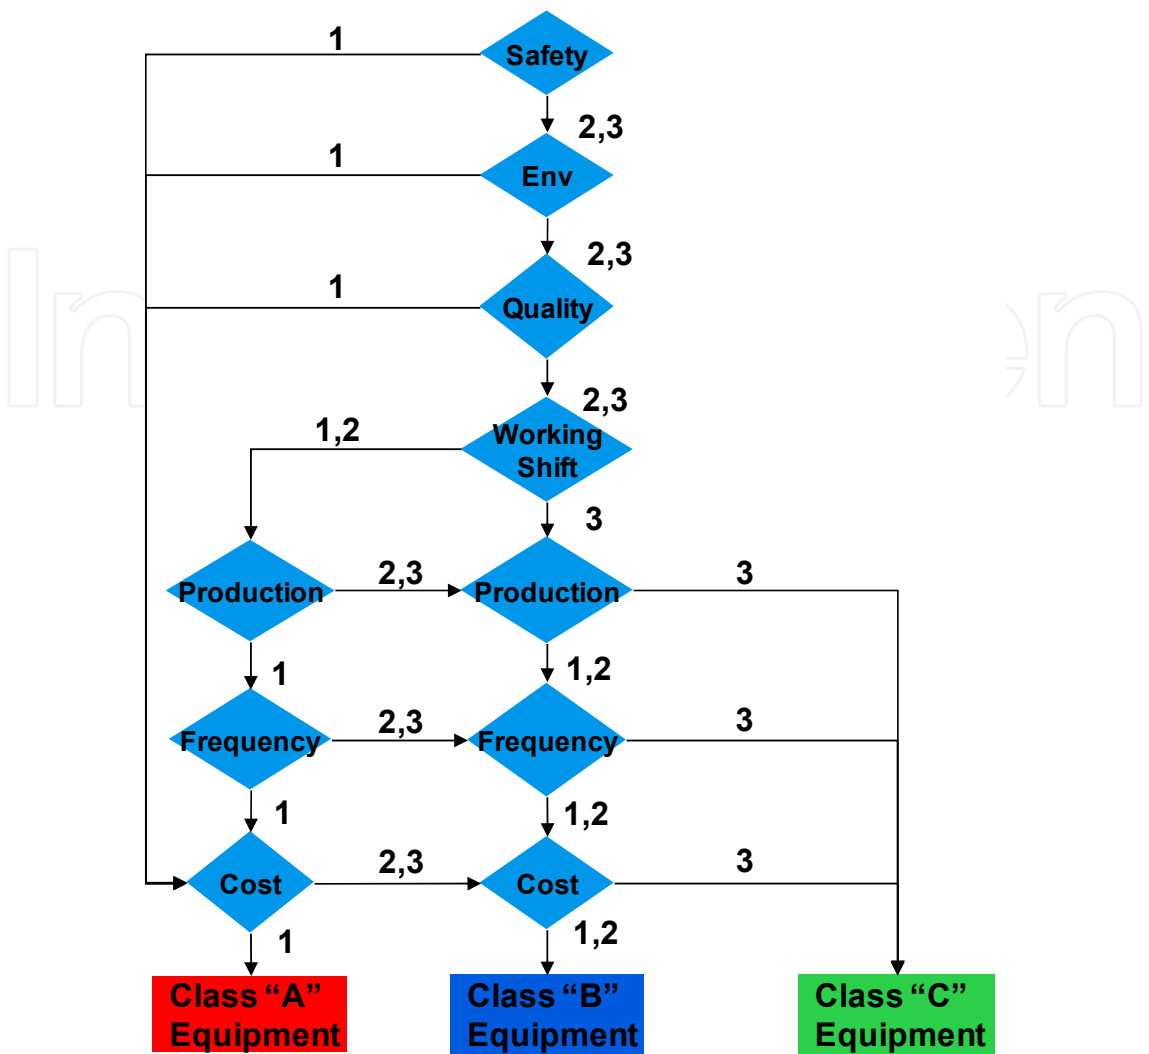 1
Safety
2,3
1
Env
2,3
1
Quality
2,3
1,2
Working
Shift
3
Production
2,3
Production
3
1
1,2
Frequency
2,3
Frequency
3
1
1,2
Cost
2,3
Cost
3
1
1,2
Class “A”
Equipment
Class “B”
Equipment
Class “C”
Equipment